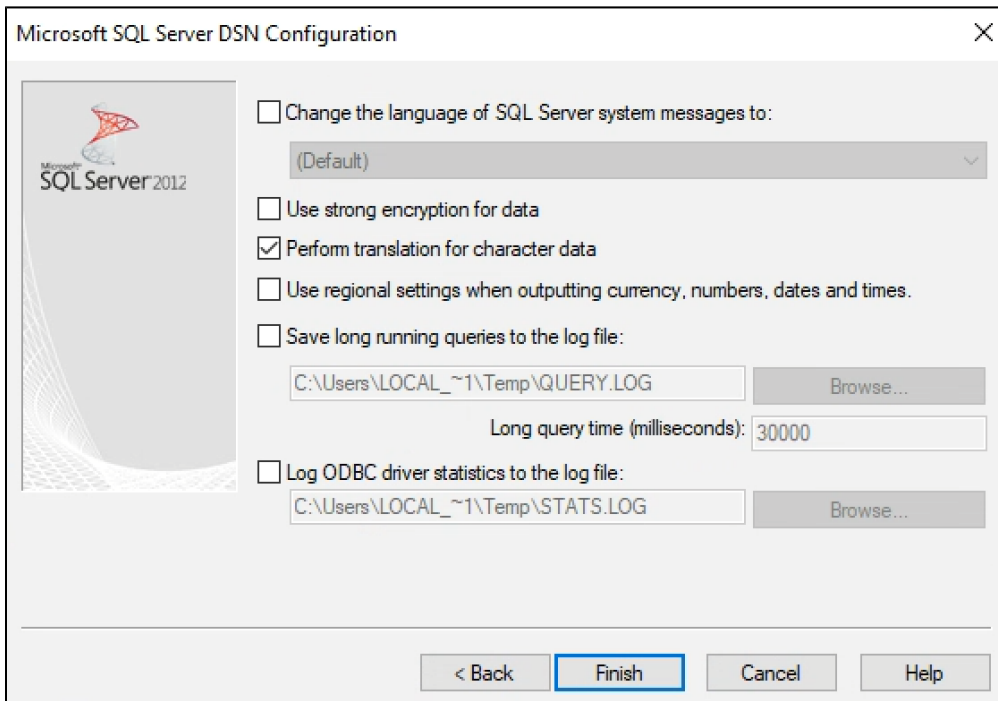 Microsoft SQL Server DSN Configuration
Microsoft®
SQL Server 2012
Change the language of SQL Server system messages to:
(Default)
Use strong encryption for data
Perform translation for character data
Use regional settings when outputting currency, numbers, dates and times.
Save long running queries to the log file:
C:\Users\LOCAL_~1\Temp\QUERY.LOG Browse...
Long query time (milliseconds): 30000
Log ODBC driver statistics to the log file:
C:\Users\LOCAL_~1\Temp\STATS.LOG Browse...
< Back Finish Cancel Help